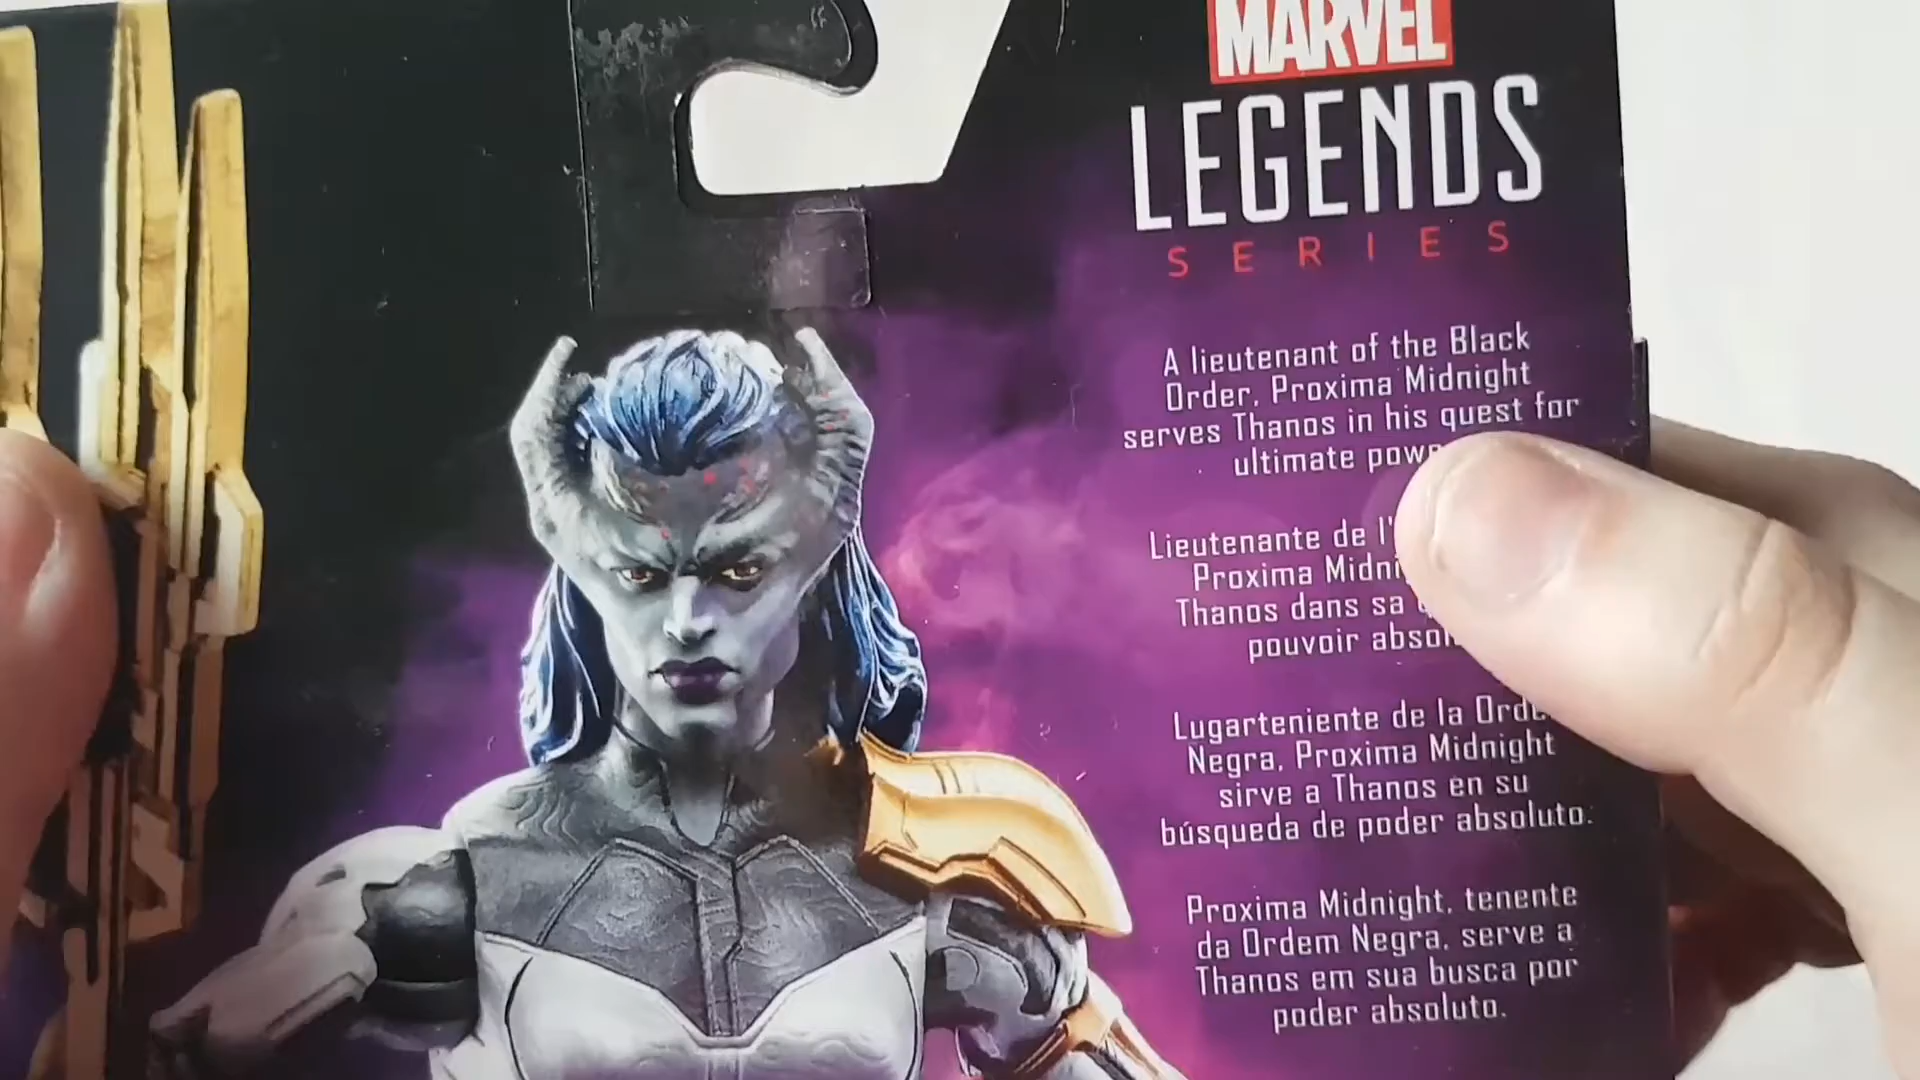 MARVEL
LEGENDS
SERIES
A lieutenant of the Black
Order, Proxima Midnight
serves Thanos in his quest for
ultimate
Lieutenante de
Proxima
Thanos dans sa
pouvoir
Lugarteniente de la
Negra, Proxima Midnight
sirve a Thanos en su
búsqueda de poder absoluto.
Proxima Midnight, tenente
da Ordem Negra, serve a
Thanos em sua busca por
poder absoluto.